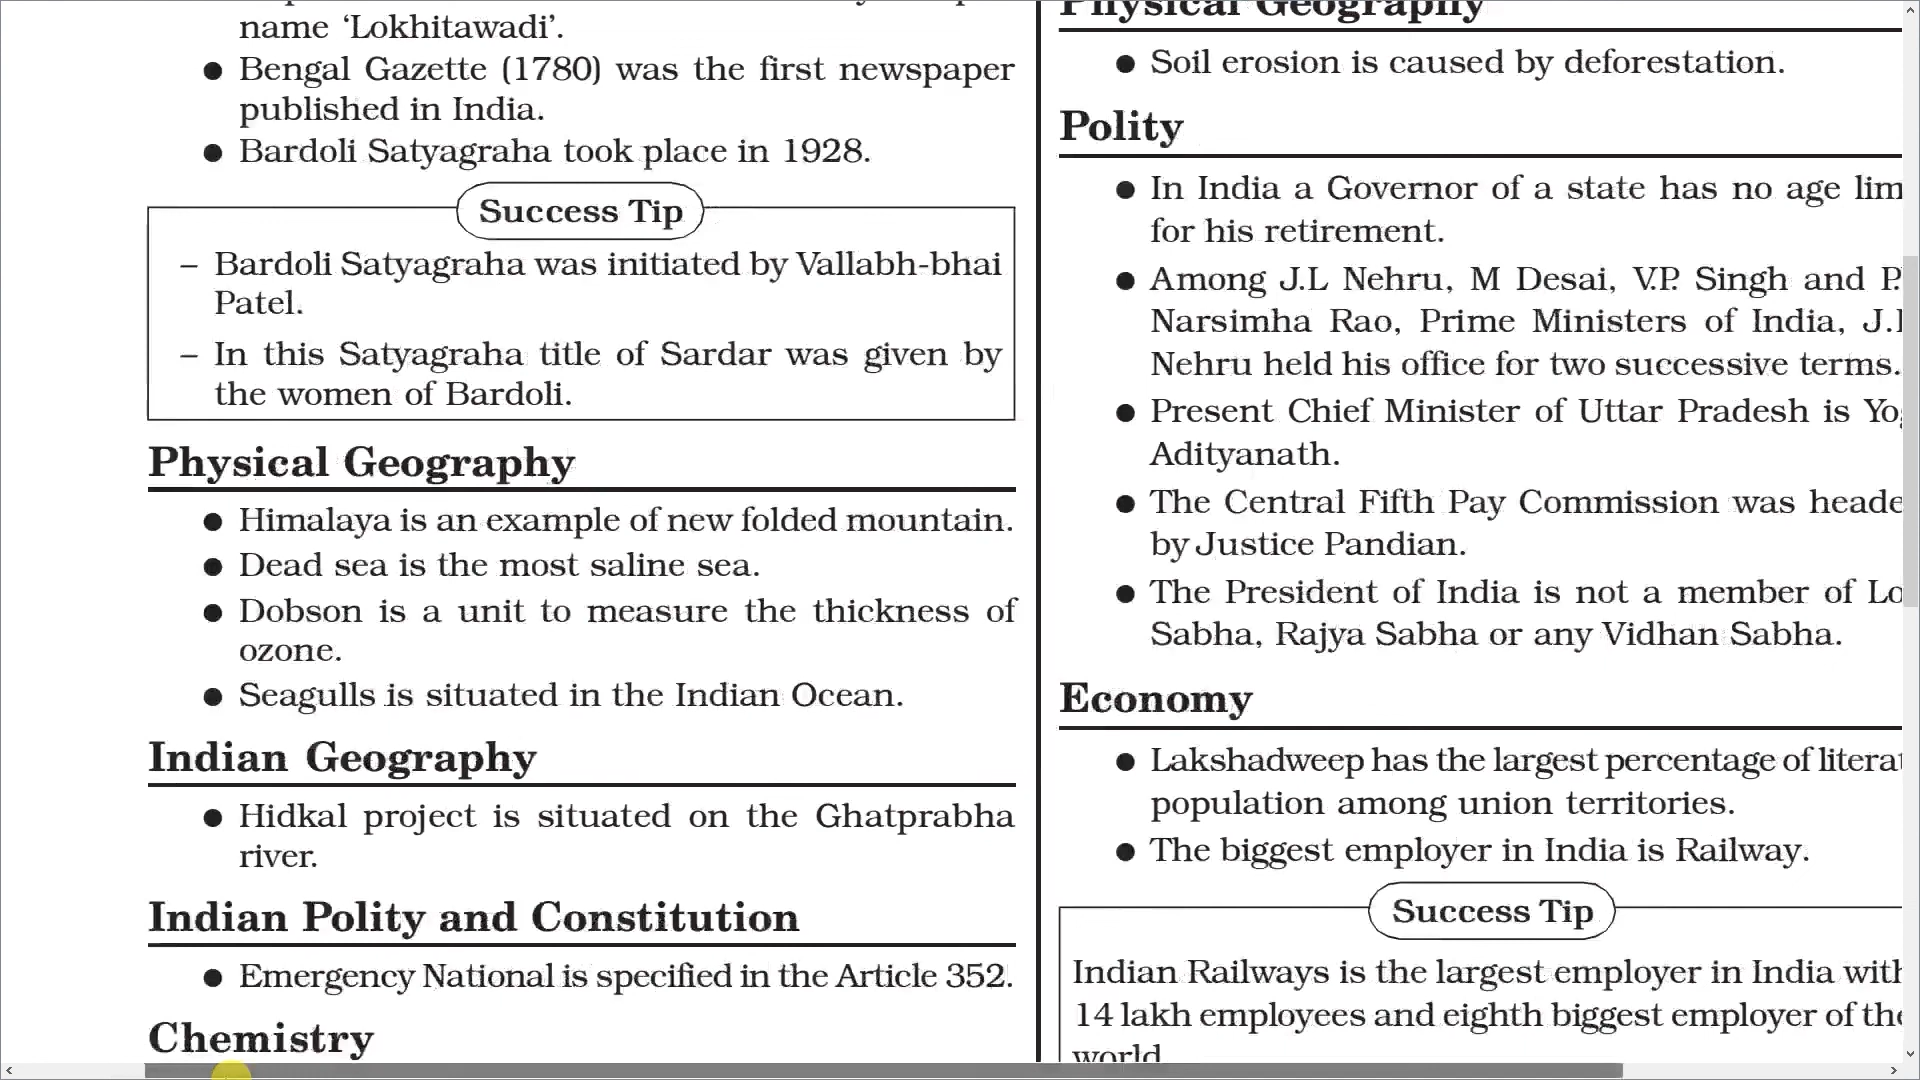 name ‘Lokhitawadi’.
● Bengal Gazette (1780) was the first newspaper
published in India.
● Bardoli Satyagraha took place in 1928.
Success Tip
– Bardoli Satyagraha was initiated by Vallabh-bhai
Patel.
– In this Satyagraha title of Sardar was given by
the women of Bardoli.
Physical Geography
● Himalaya is an example of new folded mountain.
● Dead sea is the most saline sea.
● Dobson is a unit to measure the thickness of
ozone.
● Seagulls is situated in the Indian Ocean.
Indian Geography
● Hidkal project is situated on the Ghatprabha
river.
Indian Polity and Constitution
● Emergency National is specified in the Article 352.
Chemistry
Physical Geography
● Soil erosion is caused by deforestation.
Polity
● In India a Governor of a state has no age lim
for his retirement.
● Among J.L Nehru, M Desai, V.P. Singh and P.
Narsimha Rao, Prime Ministers of India, J.
Nehru held his office for two successive terms.
● Present Chief Minister of Uttar Pradesh is Yo
Adityanath.
● The Central Fifth Pay Commission was heade
by Justice Pandian.
● The President of India is not a member of Lo
Sabha, Rajya Sabha or any Vidhan Sabha.
Economy
● Lakshadweep has the largest percentage of litera
population among union territories.
● The biggest employer in India is Railway.
Success Tip
Indian Railways is the largest employer in India with
14 lakh employees and eighth biggest employer of the
world